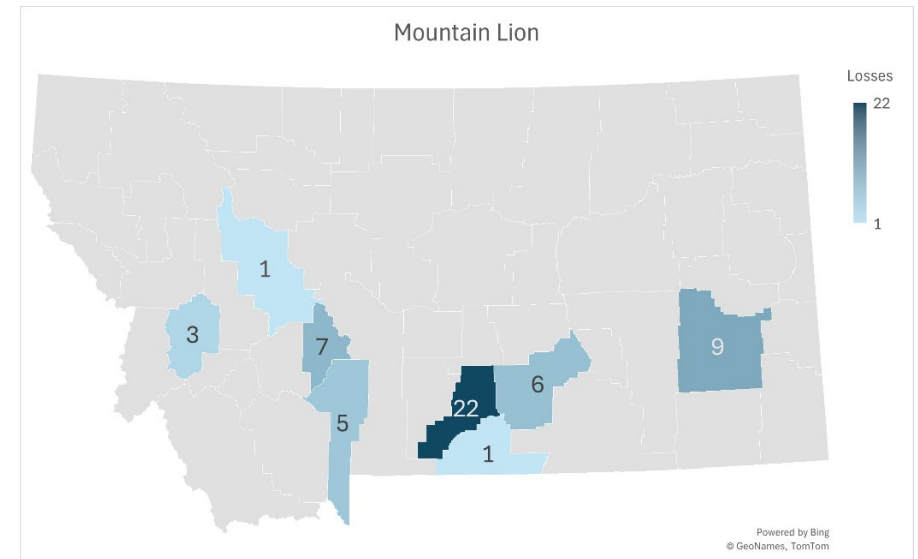 Mountain Lion
Losses
22
1
1
3
7
9
6
22
5
1
Powered by Bing
© GeoNames, TomTom